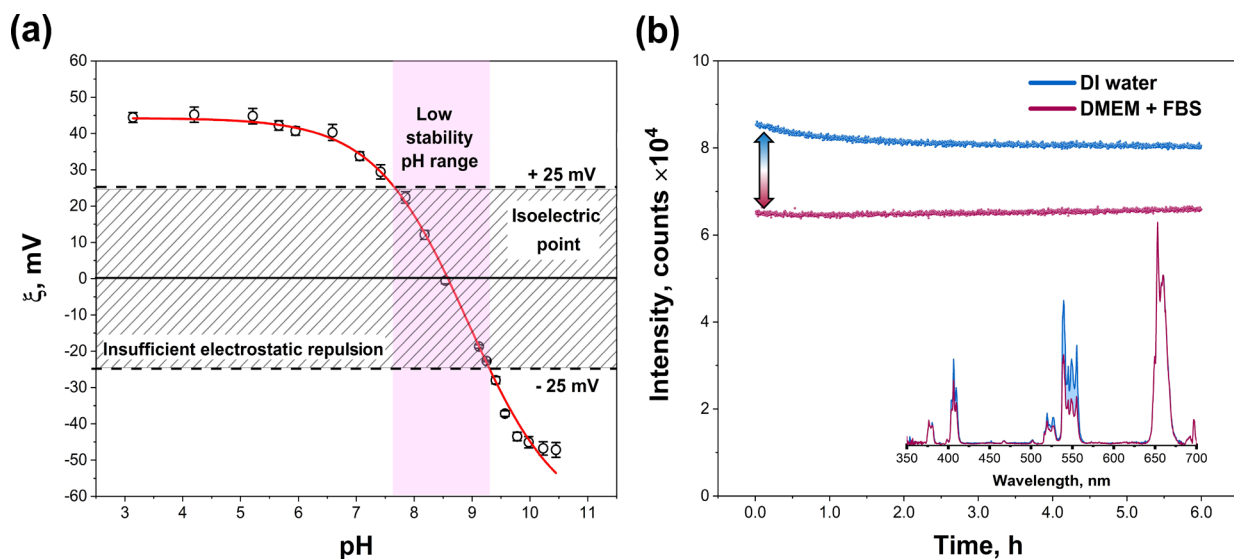 (a)
60
50
40
30
20
10
0
-10
-20
-30
-40
-50
-60
ξ, mV
Low
stability
pH range
+ 25 mV
Isoelectric
point
Insufficient electrostatic repulsion
- 25 mV
3 4 5 6 7 8 9 10 11
pH
(b)
10
8
6
4
2
0
Intensity, counts ×10⁴
DI water
DMEM + FBS
350 400 450 500 550 600 650 700
Wavelength, nm
0.0 1.0 2.0 3.0 4.0 5.0 6.0
Time, h